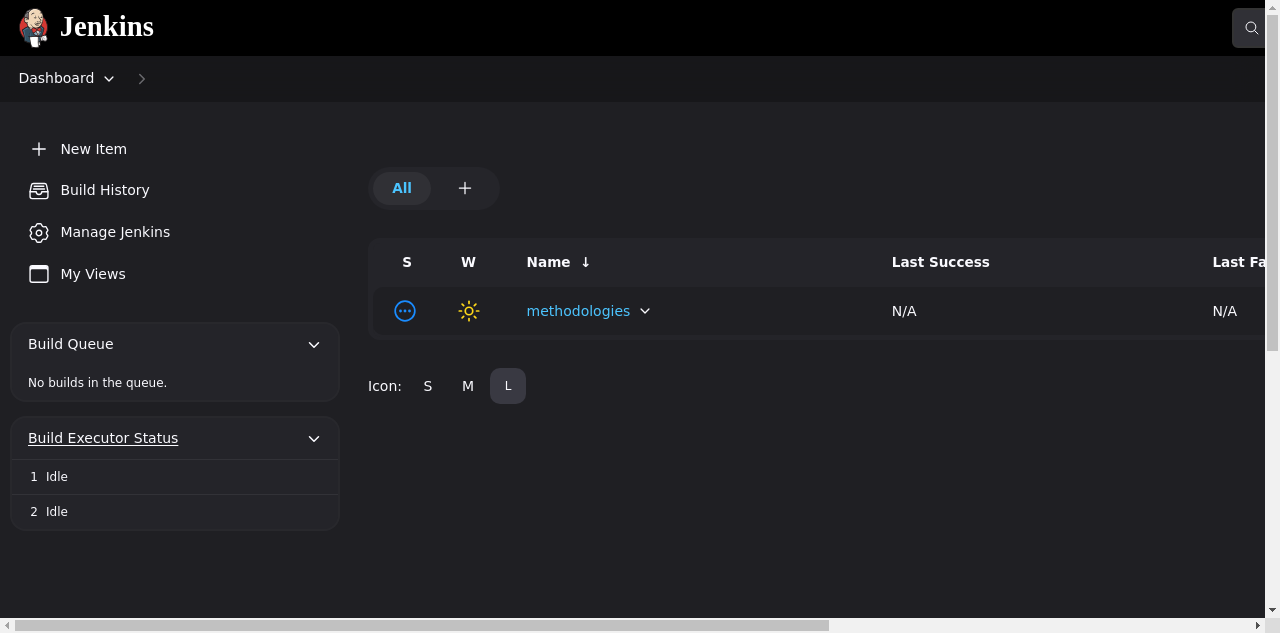 Jenkins
Dashboard
New Item
Build History
Manage Jenkins
My Views
Build Queue
No builds in the queue.
Build Executor Status
1 Idle
2 Idle
All
S W Name ↓ Last Success Last Fa
methodologies N/A N/A
Icon: S M L